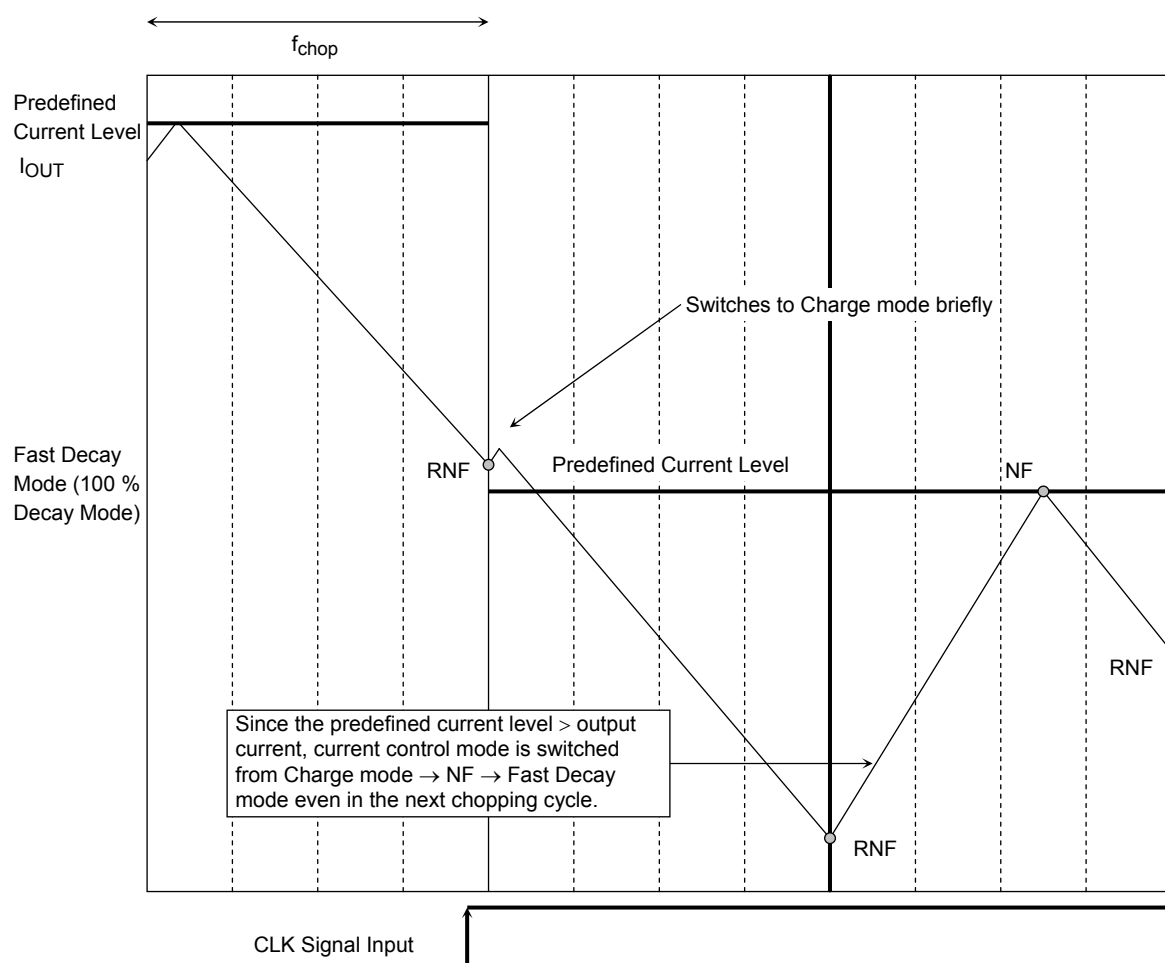 fchop
Predefined
Current Level
IOUT
Switches to Charge mode briefly
Fast Decay
Mode (100 %
Decay Mode)
RNF
Predefined Current Level
NF
RNF
Since the predefined current level > output
current, current control mode is switched
from Charge mode → NF → Fast Decay
mode even in the next chopping cycle.
RNF
CLK Signal Input